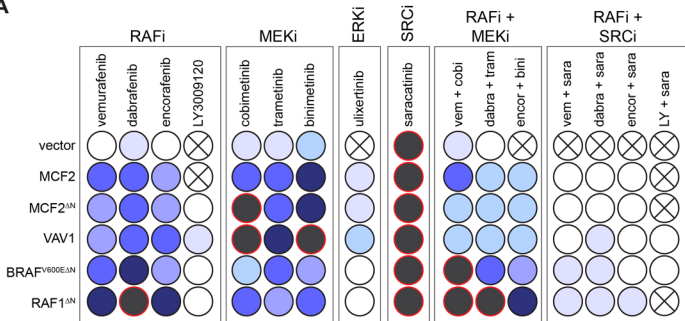 A
RAFi
MEKi
ERKi
SRCi
RAFi +
MEKi
RAFi +
SRCi
vemurafenib
dabrafenib
encorafenib
LY3009120
cobimetinib
trametinib
binimetinib
ulixertinib
saracatinib
vem + cobi
dabra + tram
encor + bini
vem + sara
dabra + sara
encor + sara
LY + sara
vector
MCF2
MCF2ΔN
VAV1
BRAFV600EΔN
RAF1ΔN